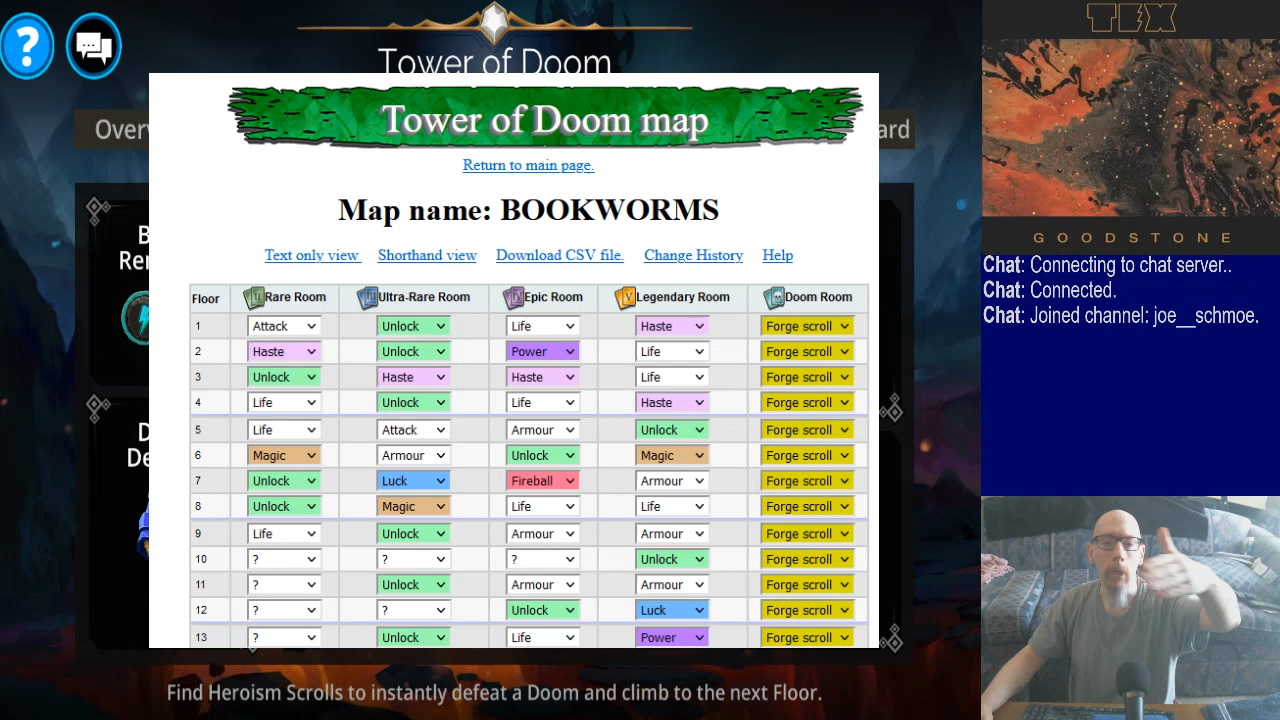 ?
TEX
Tower of Doom
Overv
ard
Tower of Doom map
Return to main page.
Map name: BOOKWORMS
Text only view Shorthand view Download CSV file. Change History Help
Floor Rare Room Ultra-Rare Room Epic Room Legendary Room Doom Room
1 Attack Unlock Life Haste Forge scroll
2 Haste Unlock Power Life Forge scroll
3 Unlock Haste Haste Life Forge scroll
4 Life Unlock Life Haste Forge scroll
5 Life Attack Armour Unlock Forge scroll
6 Magic Armour Unlock Magic Forge scroll
7 Unlock Luck Fireball Armour Forge scroll
8 Unlock Magic Life Life Forge scroll
9 Life Unlock Armour Armour Forge scroll
10 ? ? ? Unlock Forge scroll
11 ? Unlock Armour Armour Forge scroll
12 ? ? Unlock Luck Forge scroll
13 ? Unlock Life Power Forge scroll
B
Ren
D
De
Find Heroism Scrolls to instantly defeat a Doom and climb to the next Floor.
GOODSTONE
Chat: Connecting to chat server..
Chat: Connected.
Chat: Joined channel: joe__schmoe.